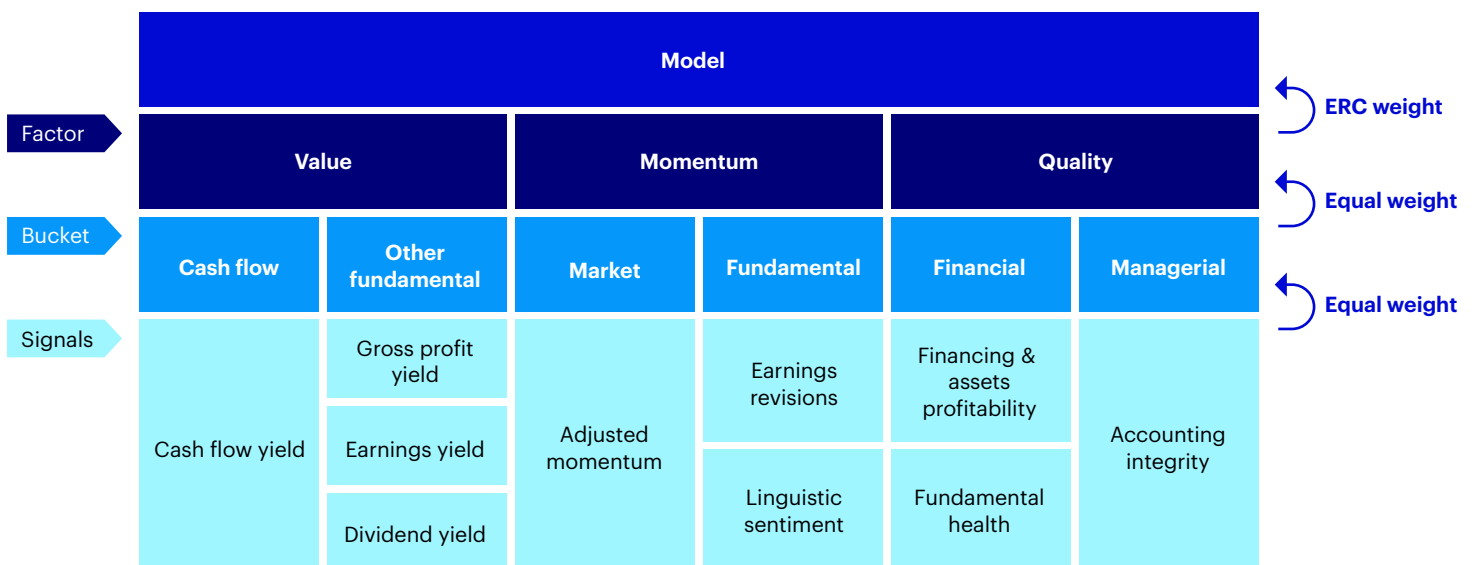 Model
ERC weight
Factor
Value
Momentum
Quality
Equal weight
Bucket
Cash flow
Other
fundamental
Market
Fundamental
Financial
Managerial
Equal weight
Signals
Cash flow yield
Gross profit
yield
Earnings yield
Dividend yield
Adjusted
momentum
Earnings
revisions
Linguistic
sentiment
Financing &
assets
profitability
Fundamental
health
Accounting
integrity